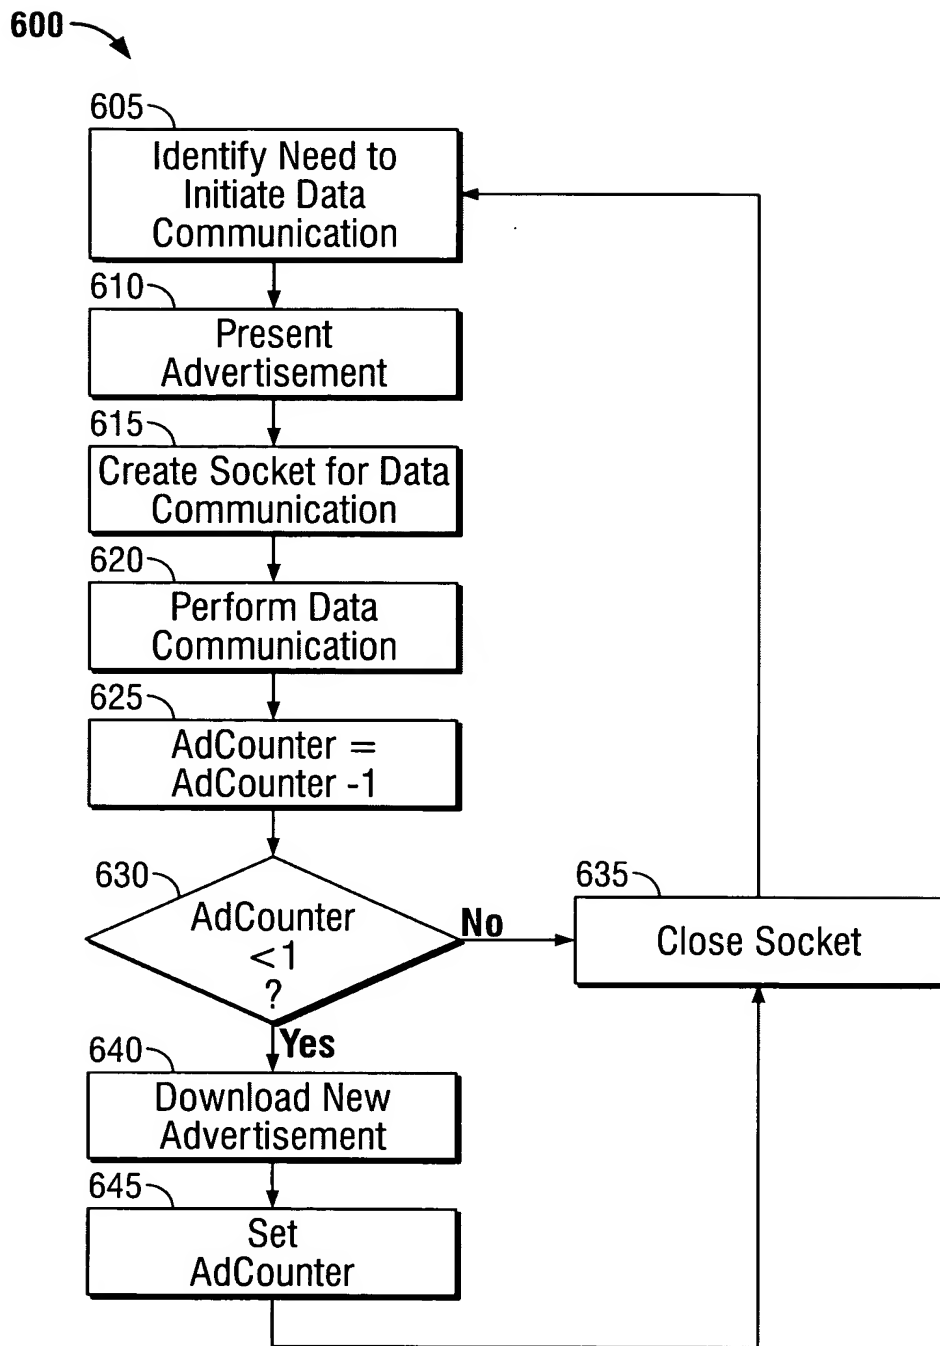 600
605
Identify Need to
Initiate Data
Communication
610
Present
Advertisement
615
Create Socket for Data
Communication
620
Perform Data
Communication
625
AdCounter =
AdCounter -1
630
AdCounter
<1
?
No
635
Close Socket
Yes
640
Download New
Advertisement
645
Set
AdCounter